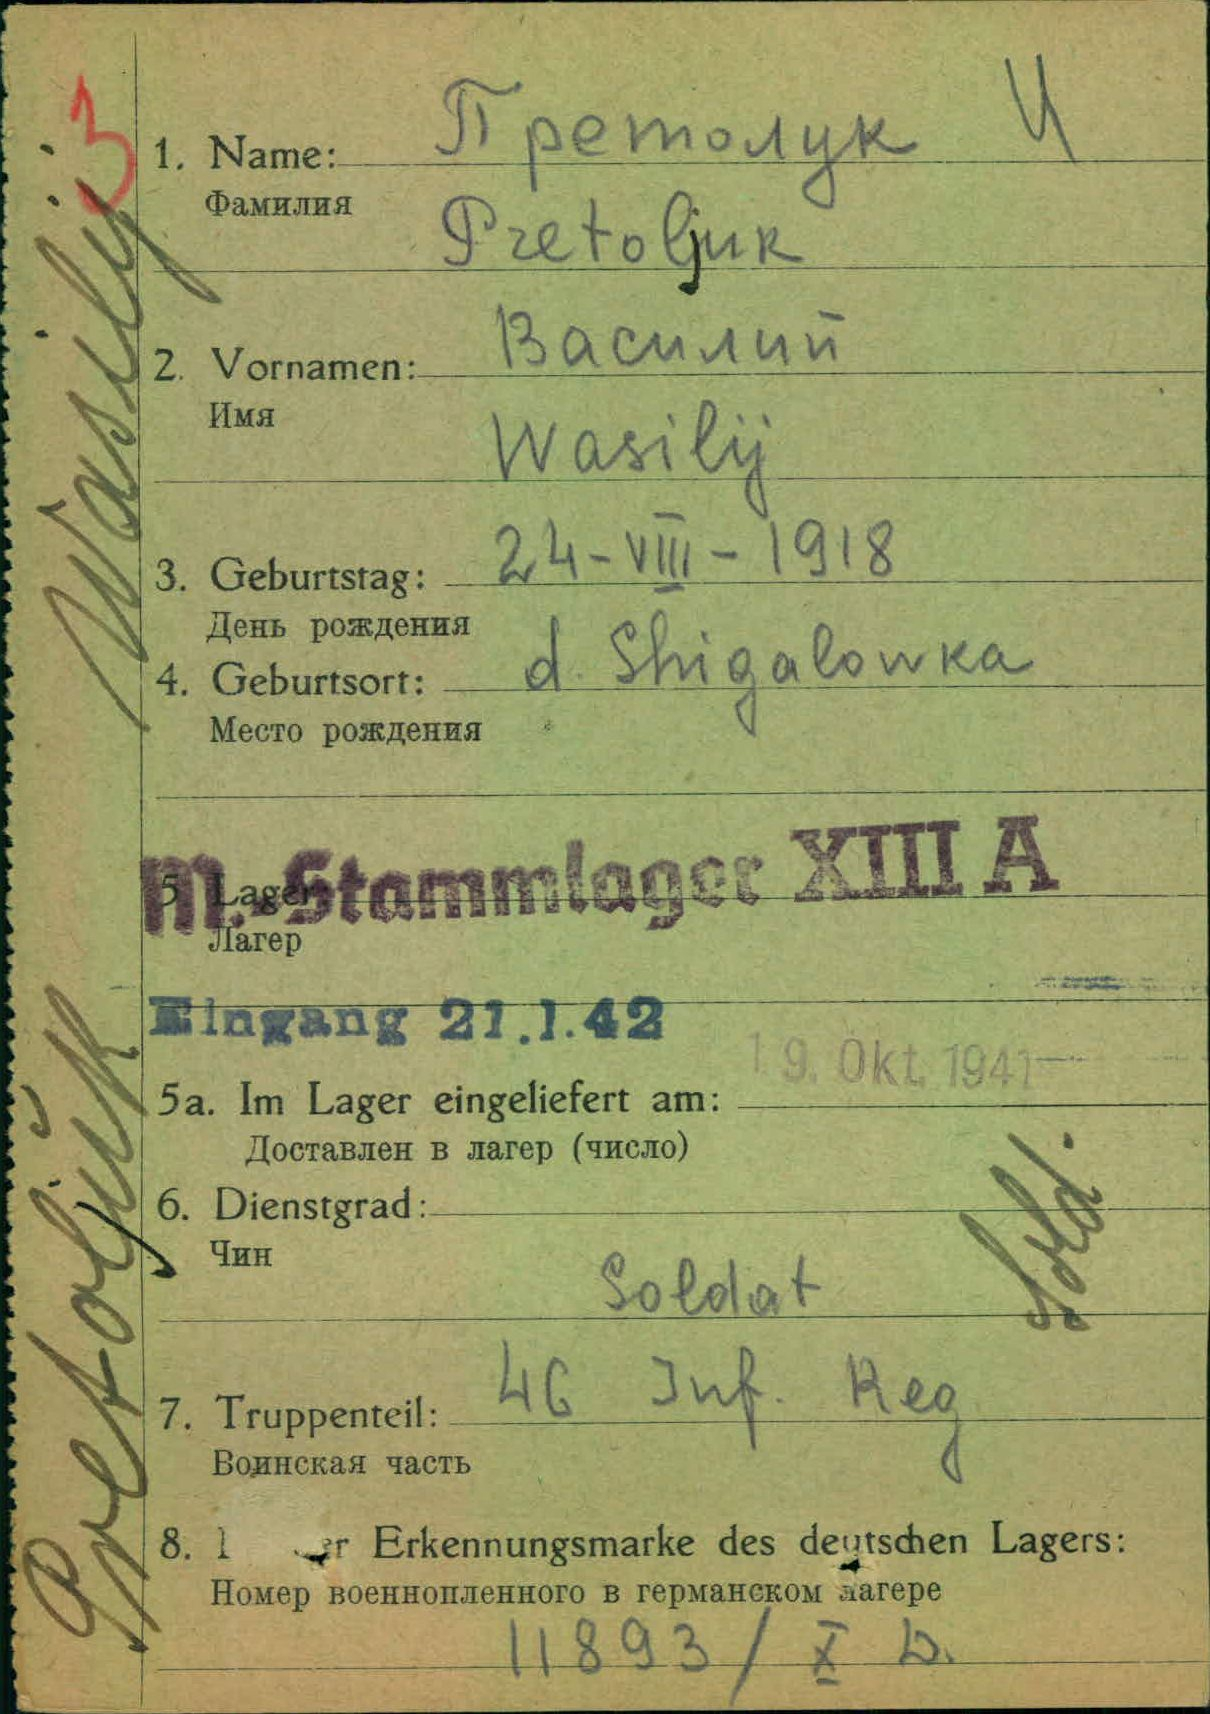 3
И
1. Name: Претолук
Фамилия
Pretoljuk
2. Vornamen: Василий
Имя
Wasilij
3. Geburtstag: 24-VIII-1918
День рождения
4. Geburtsort: d. Shigalowka
Место рождения
M.-Stammlager XIII A
5. Lager
Лагер
Eingang 21.1.42
19. Okt. 1941
5a. Im Lager eingeliefert am:
Доставлен в лагер (число)
6. Dienstgrad:
Чин
Soldat
7. Truppenteil: 46 Inf. Reg
Воинская часть
8. er Erkennungsmarke des deutschen Lagers:
Номер военнопленного в германском лагере
11893 / X D.
Pretoljuk Wasilij